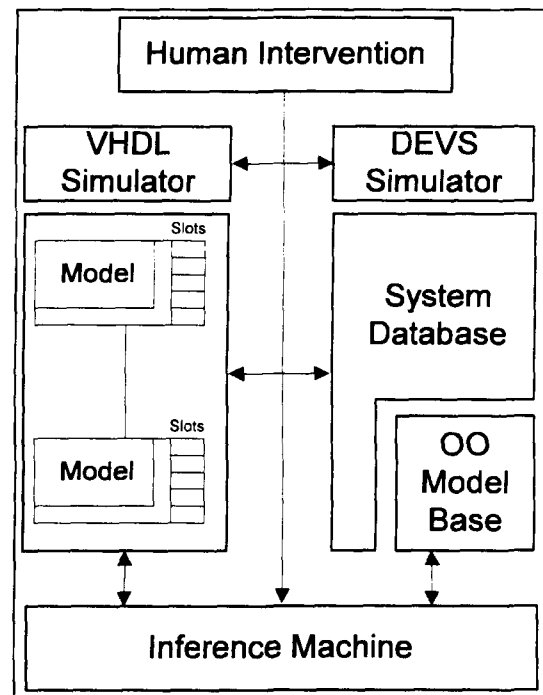 Human Intervention
VHDL
Simulator
DEVS
Simulator
Slots
Model
System
Database
Slots
Model
OO
Model
Base
Inference Machine